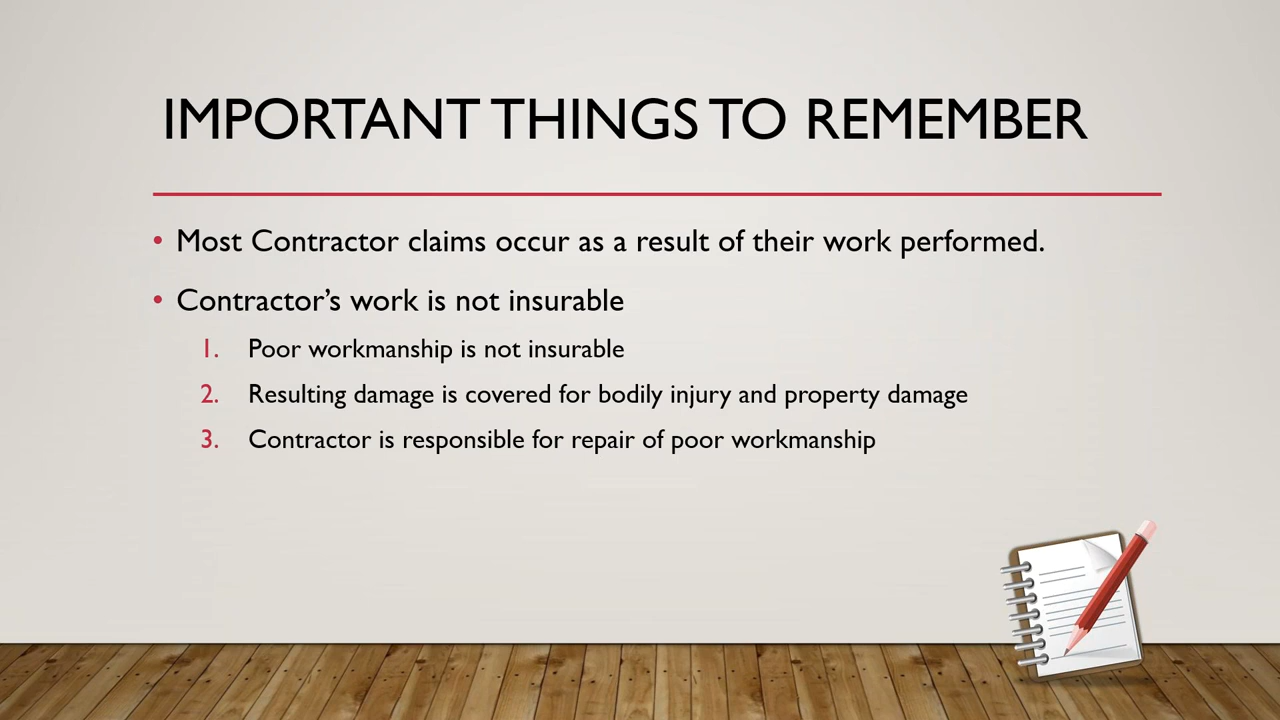 IMPORTANT THINGS TO REMEMBER
• Most Contractor claims occur as a result of their work performed.
• Contractor’s work is not insurable
1. Poor workmanship is not insurable
2. Resulting damage is covered for bodily injury and property damage
3. Contractor is responsible for repair of poor workmanship